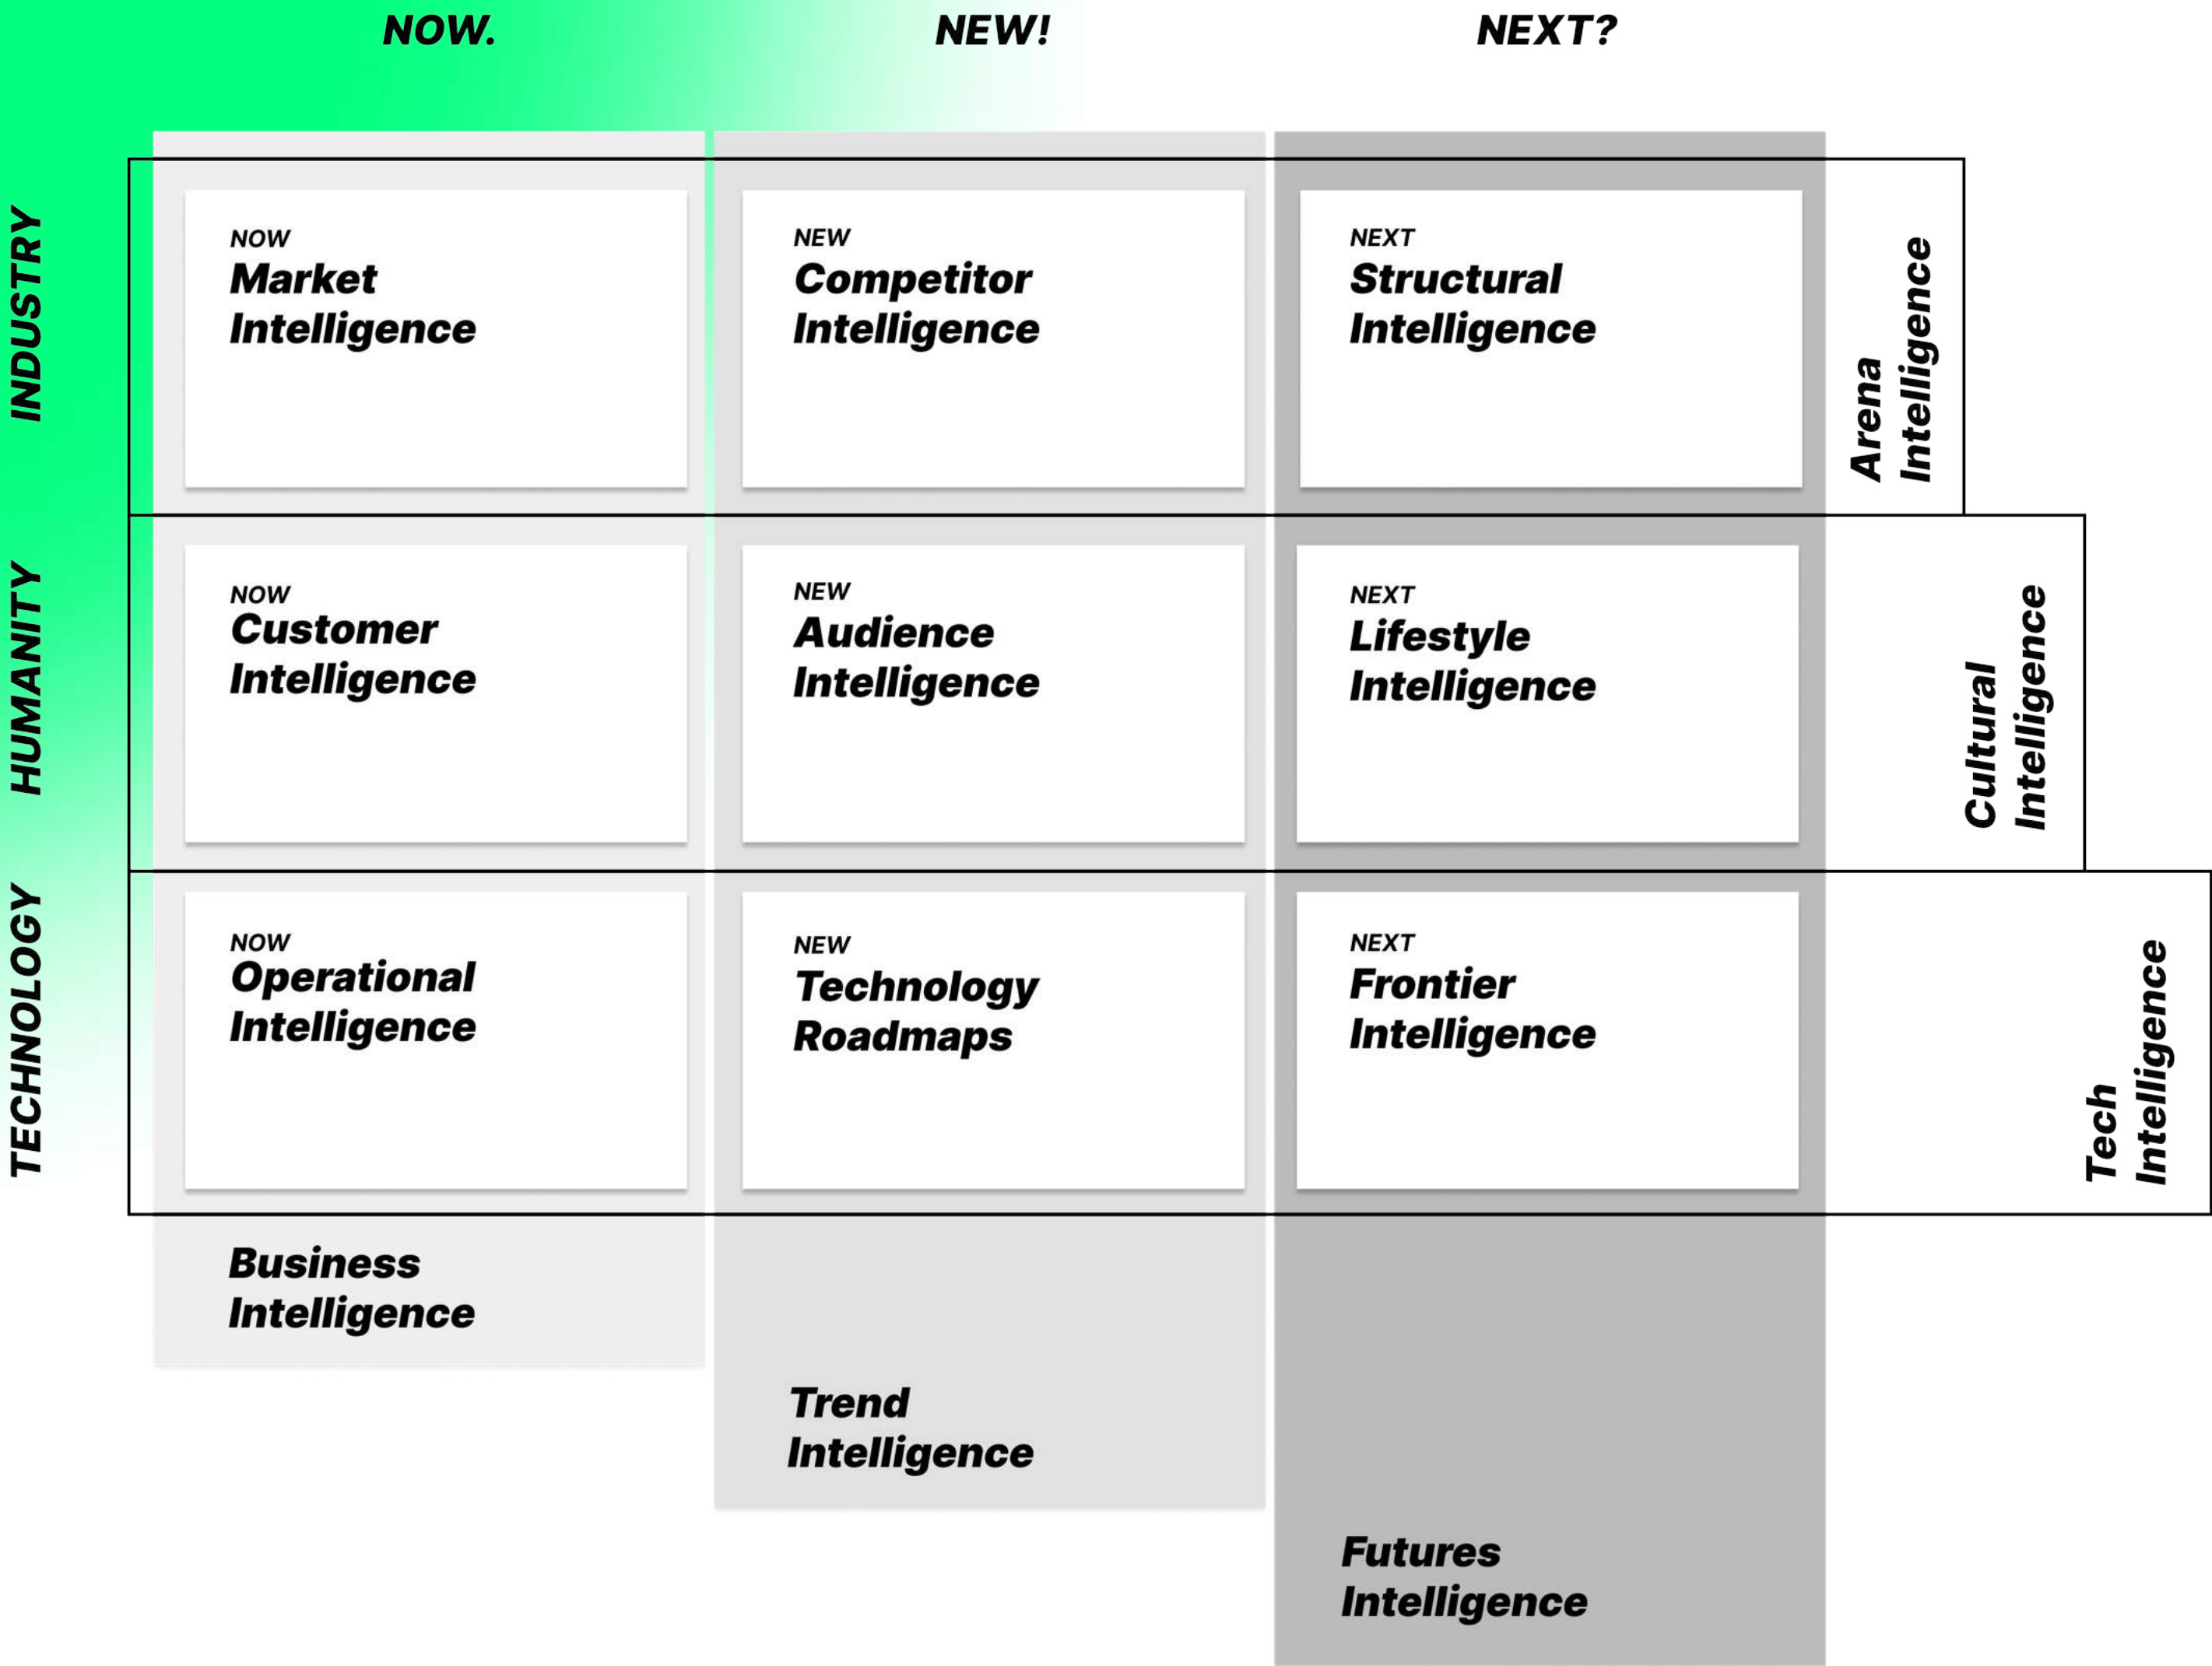 NOW.
NEW!
NEXT?
INDUSTRY
NOW
Market
Intelligence
NEW
Competitor
Intelligence
NEXT
Structural
Intelligence
Arena
Intelligence
HUMANITY
NOW
Customer
Intelligence
NEW
Audience
Intelligence
NEXT
Lifestyle
Intelligence
Cultural
Intelligence
TECHNOLOGY
NOW
Operational
Intelligence
NEW
Technology
Roadmaps
NEXT
Frontier
Intelligence
Tech
Intelligence
Business
Intelligence
Trend
Intelligence
Futures
Intelligence